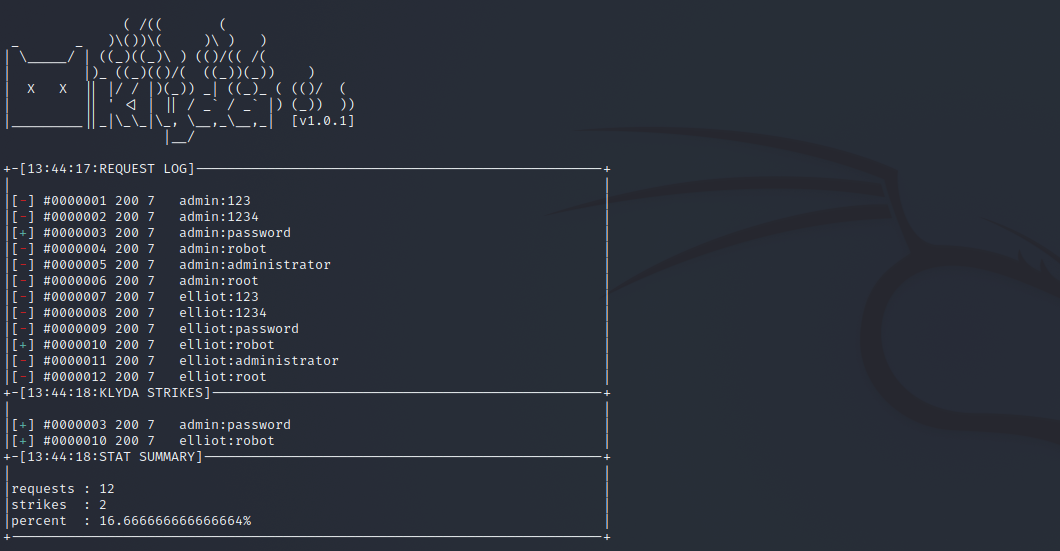 [v1.0.1]
+-[13:44:17:REQUEST LOG]
[-] #0000001 200 7 admin:123
[-] #0000002 200 7 admin:1234
[+] #0000003 200 7 admin:password
[-] #0000004 200 7 admin:robot
[-] #0000005 200 7 admin:administrator
[-] #0000006 200 7 admin:root
[-] #0000007 200 7 elliot:123
[-] #0000008 200 7 elliot:1234
[-] #0000009 200 7 elliot:password
[+] #0000010 200 7 elliot:robot
[-] #0000011 200 7 elliot:administrator
[-] #0000012 200 7 elliot:root
+-[13:44:18:KLYDA STRIKES]
[+] #0000003 200 7 admin:password
[+] #0000010 200 7 elliot:robot
+-[13:44:18:STAT SUMMARY]
requests : 12
strikes : 2
percent : 16.666666666666664%